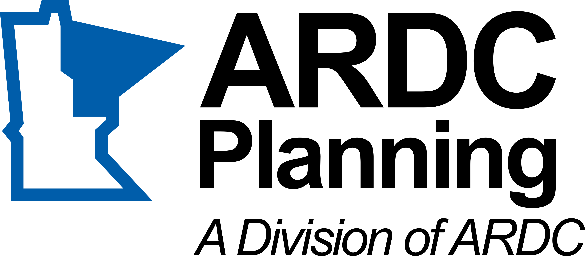 ARDC
Planning
A Division of ARDC